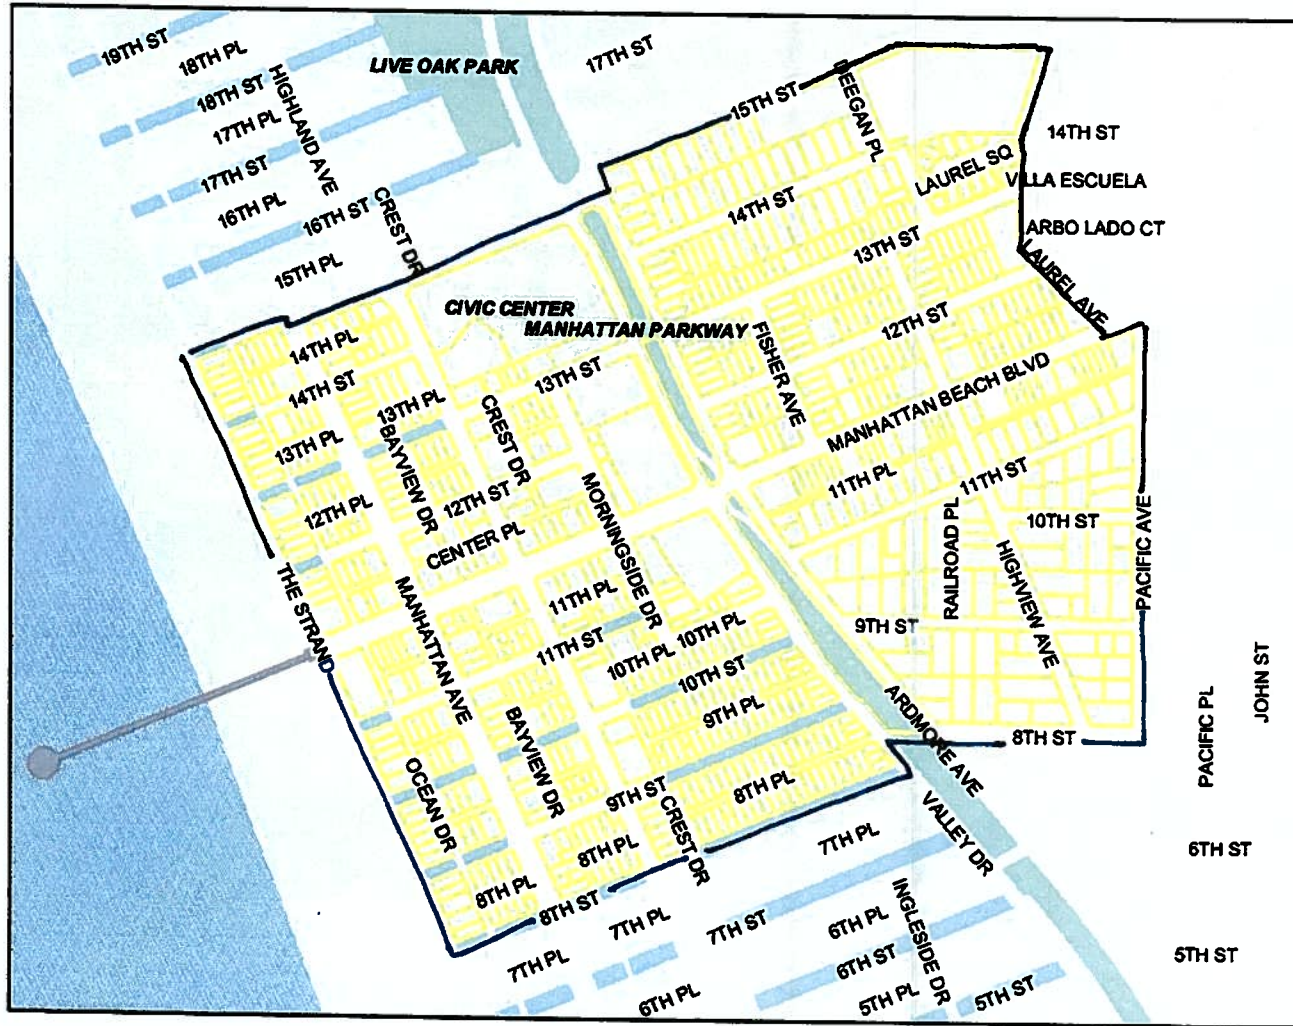 19TH ST
18TH PL
LIVE OAK PARK
17TH ST
18TH ST
HIGHLAND AVE
17TH PL
15TH ST
DEEGAN PL
14TH ST
17TH ST
16TH PL
16TH ST
CREST DR
15TH PL
LAUREL SQ
VILLA ESCUELA
14TH ST
ARBO LADO CT
13TH ST
LAUREL AVE
CIVIC CENTER
MANHATTAN PARKWAY
12TH ST
14TH PL
14TH ST
13TH PL
13TH ST
FISHER AVE
MANHATTAN BEACH BLVD
13TH PL
BAYVIEW DR
CREST DR
12TH PL
12TH ST
CENTER PL
MORNINGSIDE DR
11TH PL
11TH ST
RAILROAD PL
10TH ST
HIGHVIEW AVE
PACIFIC AVE
THE STRAND
MANHATTAN AVE
11TH PL
11TH ST
10TH PL
10TH PL
10TH ST
9TH PL
9TH ST
ARDMORE AVE
8TH ST
PACIFIC PL
JOHN ST
OCEAN DR
BAYVIEW DR
9TH ST
8TH PL
CREST DR
VALLEY DR
7TH PL
8TH PL
8TH PL
8TH ST
6TH ST
7TH PL
7TH ST
6TH PL
INGLESIDE DR
7TH PL
6TH ST
5TH ST
6TH PL
5TH PL
5TH ST